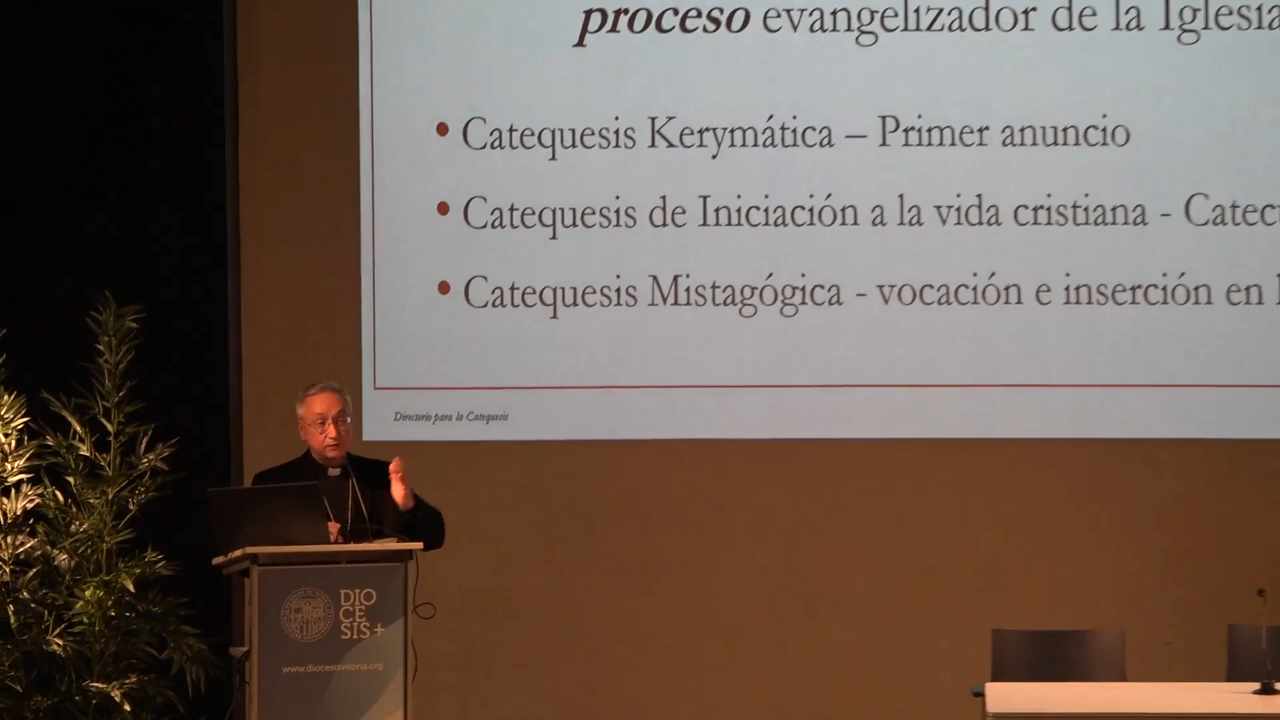 proceso evangelizador de la Iglesia
• Catequesis Kerymática – Primer anuncio
• Catequesis de Iniciación a la vida cristiana - Catec
• Catequesis Mistagógica - vocación e inserción en l
Directorio para la Catequesis
DIO
CE
SIS+
www.diocesisvitoria.org